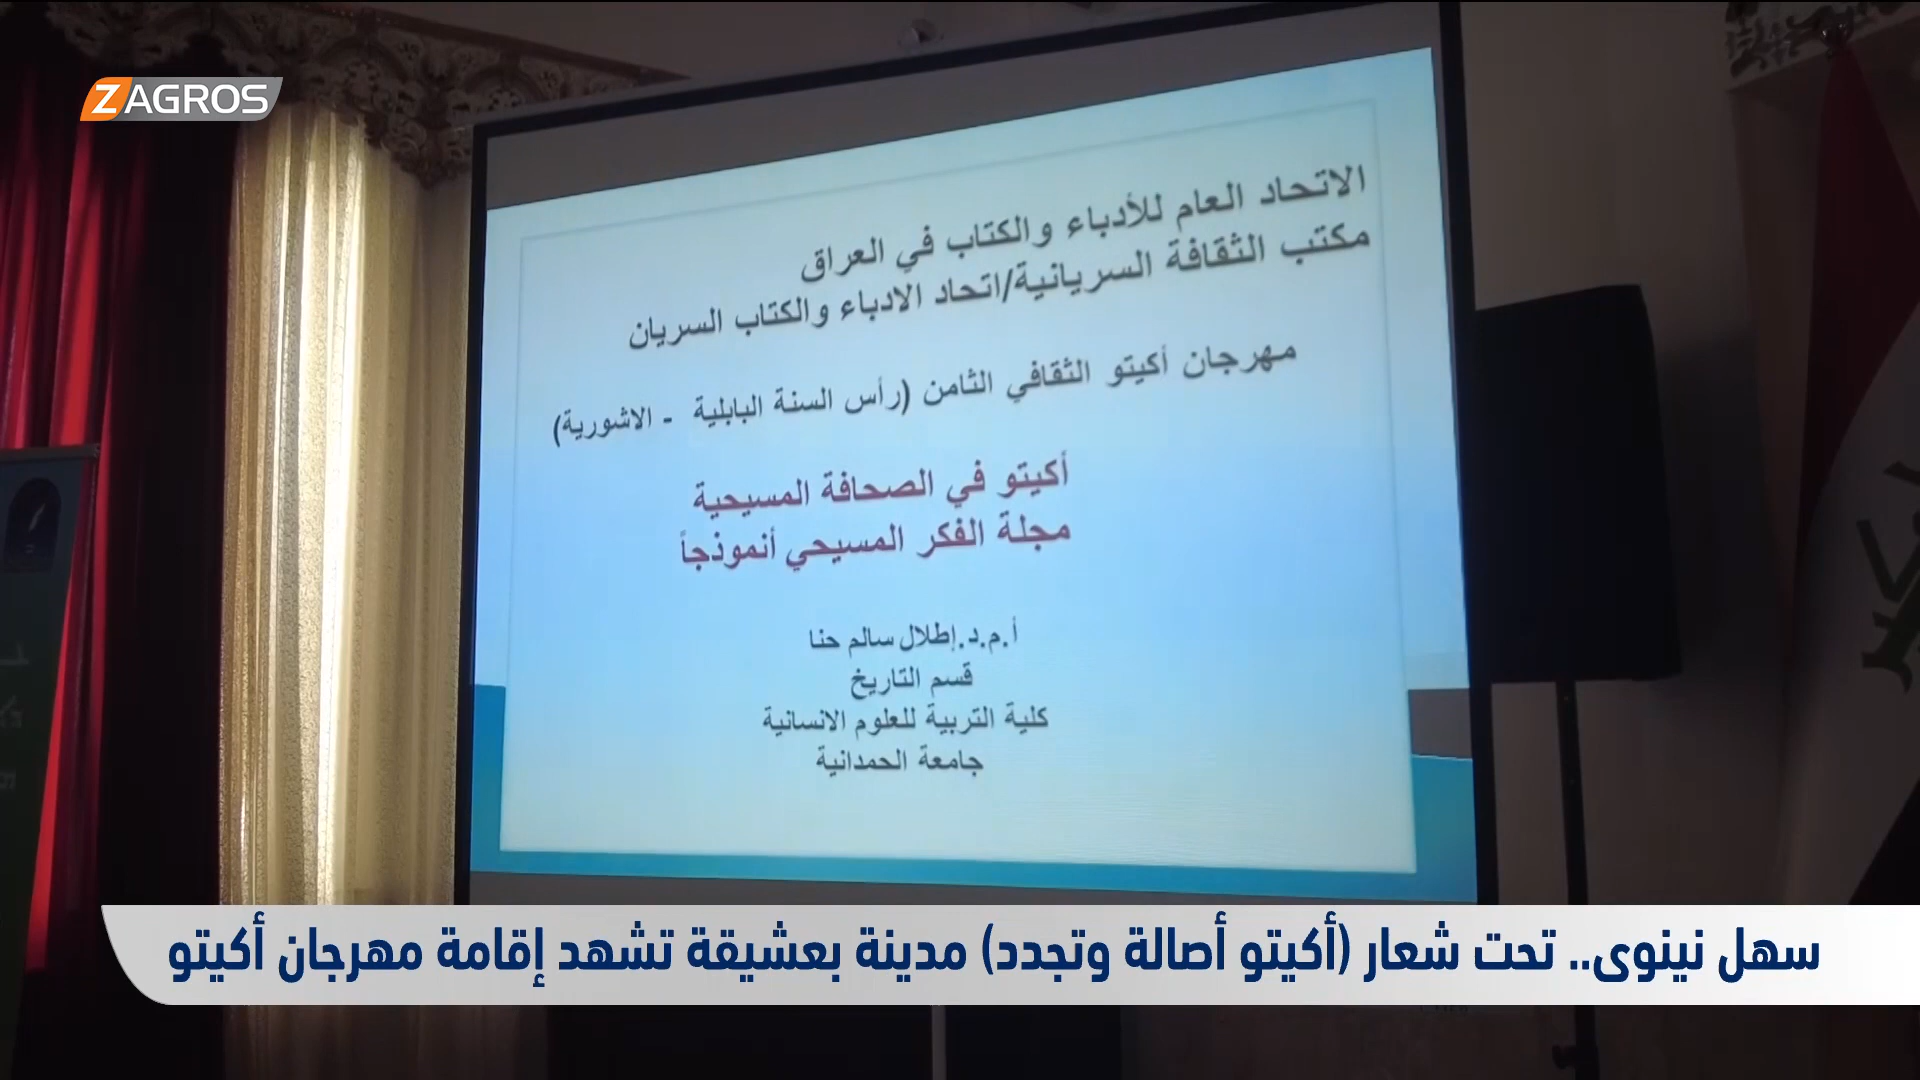 ZAGROS
الاتحاد العام للأدباء والكتاب في العراق
مكتب الثقافة السريانية/اتحاد الادباء والكتاب السريان
مهرجان أكيتو الثقافي الثامن (رأس السنة البابلية - الاشورية)
أكيتو في الصحافة المسيحية
مجلة الفكر المسيحي أنموذجاً
أ.م.د.إطلال سالم حنا
قسم التاريخ
كلية التربية للعلوم الانسانية
جامعة الحمدانية
سهل نينوى.. تحت شعار (أكيتو أصالة وتجدد) مدينة بعشيقة تشهد إقامة مهرجان أكيتو